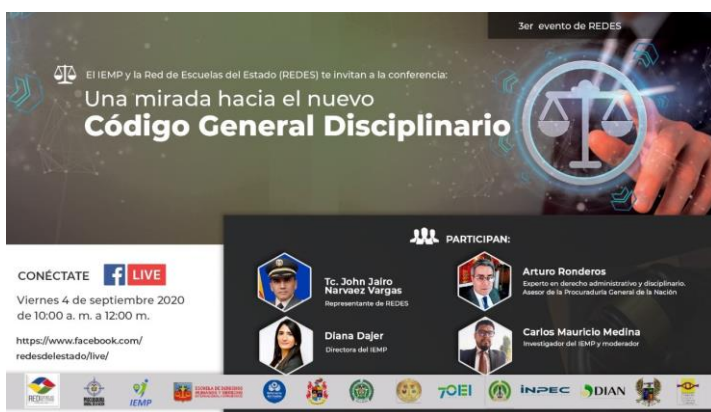 3er evento de REDES
El IEMP y la Red de Escuelas del Estado (REDES) te invitan a la conferencia:
Una mirada hacia el nuevo
Código General Disciplinario
PARTICIPAN:
CONÉCTATE f LIVE
Viernes 4 de septiembre 2020
de 10:00 a. m. a 12:00 m.
https://www.facebook.com/
redesdelestado/live/
Tc. John Jairo
Narvaez Vargas
Representante de REDES
Arturo Ronderos
Experto en derecho administrativo y disciplinario.
Asesor de la Procuraduría General de la Nación
Diana Dajer
Directora del IEMP
Carlos Mauricio Medina
Investigador del IEMP y moderador
IEMP
ESCUELA DE DERECHOS
OEI
INPEC
DIAN